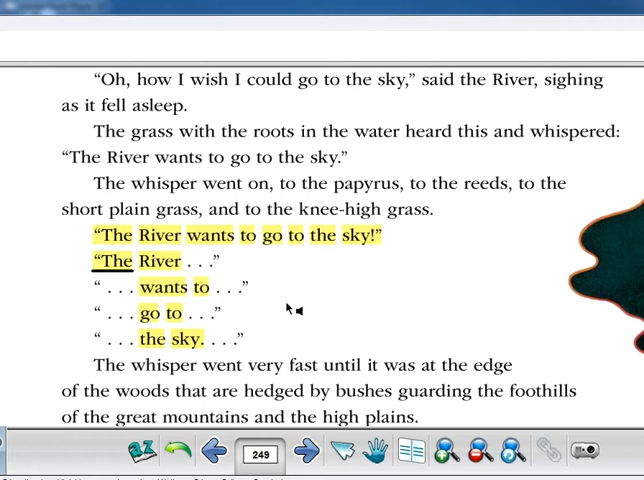 “Oh, how I wish I could go to the sky,” said the River, sighing
as it fell asleep.
The grass with the roots in the water heard this and whispered:
“The River wants to go to the sky.”
The whisper went on, to the papyrus, to the reeds, to the
short plain grass, and to the knee-high grass.
“The River wants to go to the sky!”
“The River . . .”
“ . . . wants to . . .”
“ . . . go to . . .”
“ . . . the sky. . . .”
The whisper went very fast until it was at the edge
of the woods that are hedged by bushes guarding the foothills
of the great mountains and the high plains.
az
249